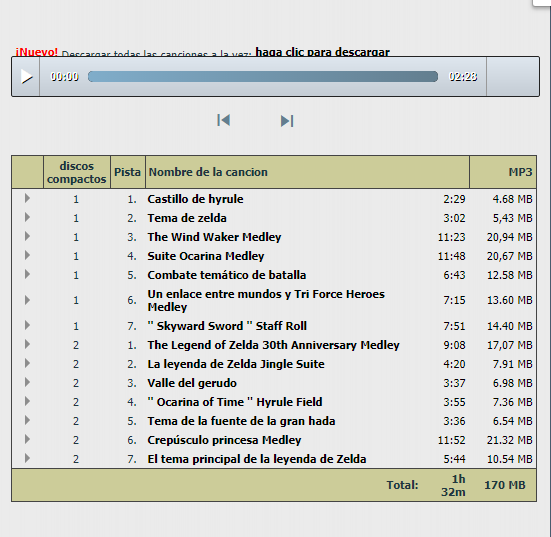 ¡Nuevo! Descargar todas las canciones a la vez: haga clic para descargar
00:00 02:28
discos compactos Pista Nombre de la cancion MP3
1 1. Castillo de hyrule 2:29 4.68 MB
1 2. Tema de zelda 3:02 5,43 MB
1 3. The Wind Waker Medley 11:23 20,94 MB
1 4. Suite Ocarina Medley 11:48 20,67 MB
1 5. Combate temático de batalla 6:43 12.58 MB
1 6. Un enlace entre mundos y Tri Force Heroes
Medley 7:15 13.60 MB
1 7. " Skyward Sword " Staff Roll 7:51 14.40 MB
2 1. The Legend of Zelda 30th Anniversary Medley 9:08 17,07 MB
2 2. La leyenda de Zelda Jingle Suite 4:20 7.91 MB
2 3. Valle del gerudo 3:37 6.98 MB
2 4. " Ocarina of Time " Hyrule Field 3:55 7.36 MB
2 5. Tema de la fuente de la gran hada 3:36 6.54 MB
2 6. Crepúsculo princesa Medley 11:52 21.32 MB
2 7. El tema principal de la leyenda de Zelda 5:44 10.54 MB
Total: 1h 32m 170 MB